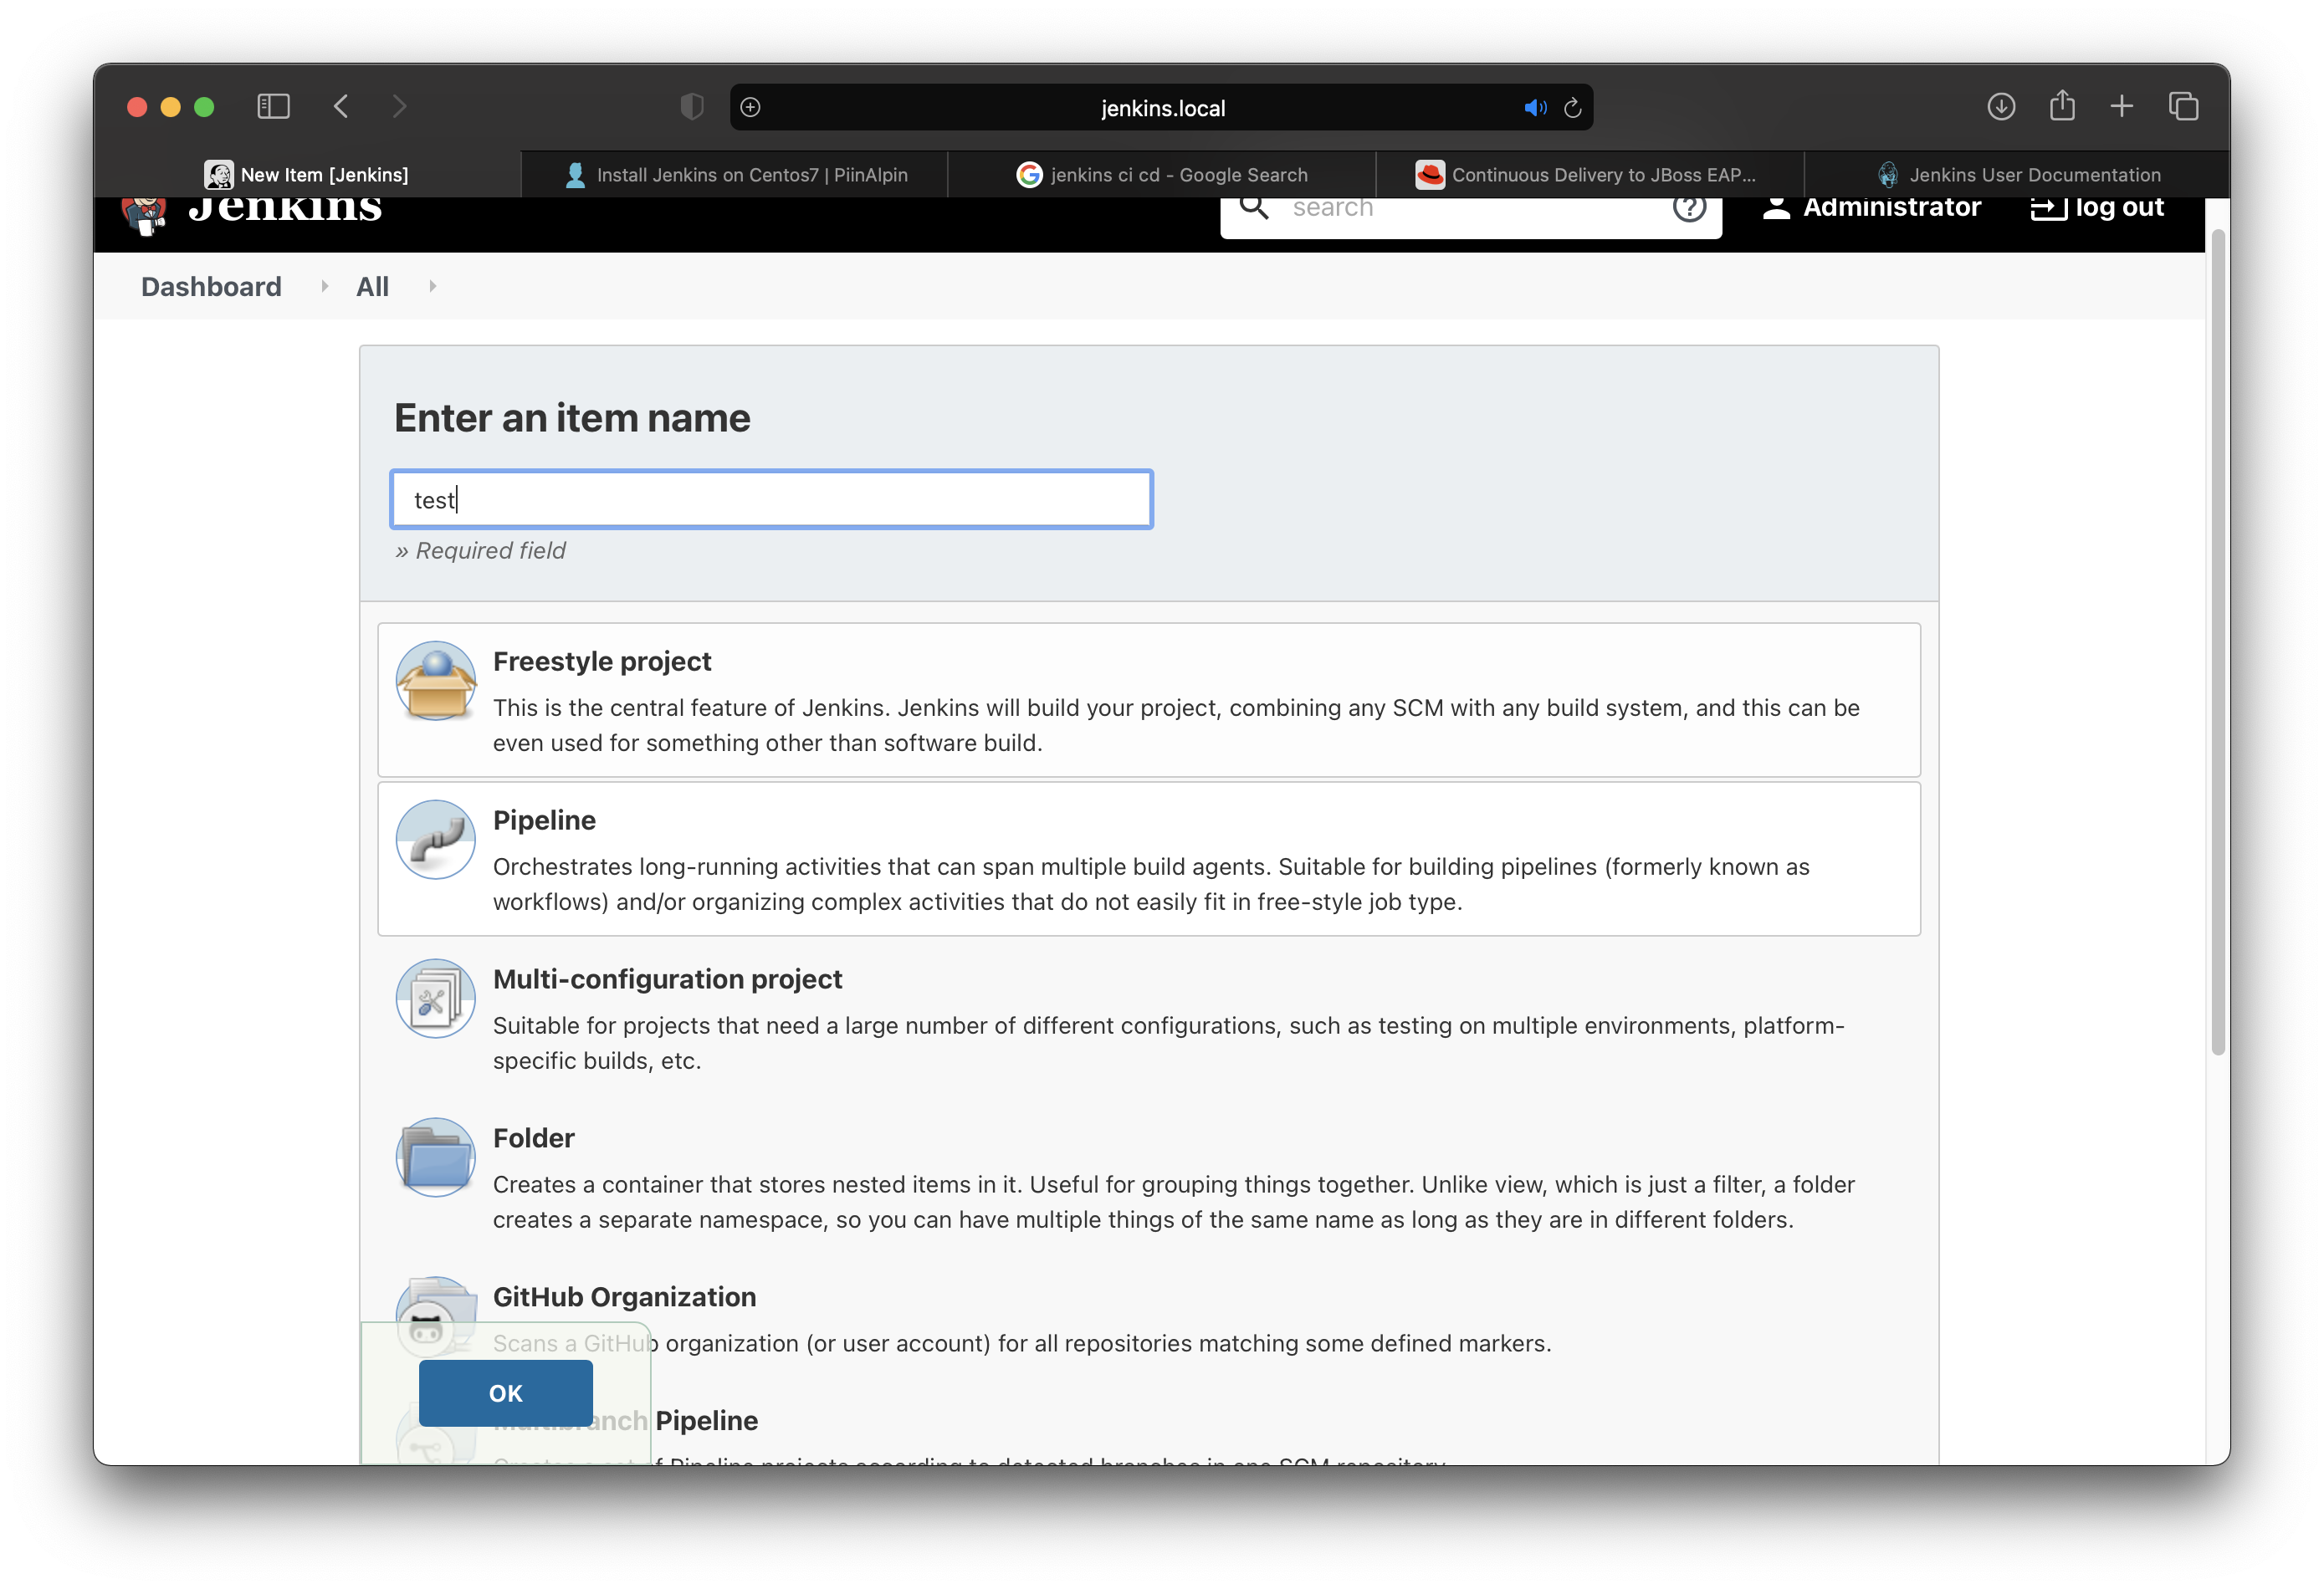 jenkins.local
New Item [Jenkins]
Install Jenkins on Centos7 | PiinAlpin
jenkins ci cd - Google Search
Continuous Delivery to JBoss EAP...
Jenkins User Documentation
Jenkins
search
Administrator
log out
Dashboard
All
Enter an item name
test
» Required field
Freestyle project
This is the central feature of Jenkins. Jenkins will build your project, combining any SCM with any build system, and this can be
even used for something other than software build.
Pipeline
Orchestrates long-running activities that can span multiple build agents. Suitable for building pipelines (formerly known as
workflows) and/or organizing complex activities that do not easily fit in free-style job type.
Multi-configuration project
Suitable for projects that need a large number of different configurations, such as testing on multiple environments, platform-
specific builds, etc.
Folder
Creates a container that stores nested items in it. Useful for grouping things together. Unlike view, which is just a filter, a folder
creates a separate namespace, so you can have multiple things of the same name as long as they are in different folders.
GitHub Organization
Scans a GitHub organization (or user account) for all repositories matching some defined markers.
OK
Multibranch Pipeline
Creates a set of Pipeline projects according to detected branches in one SCM repository.